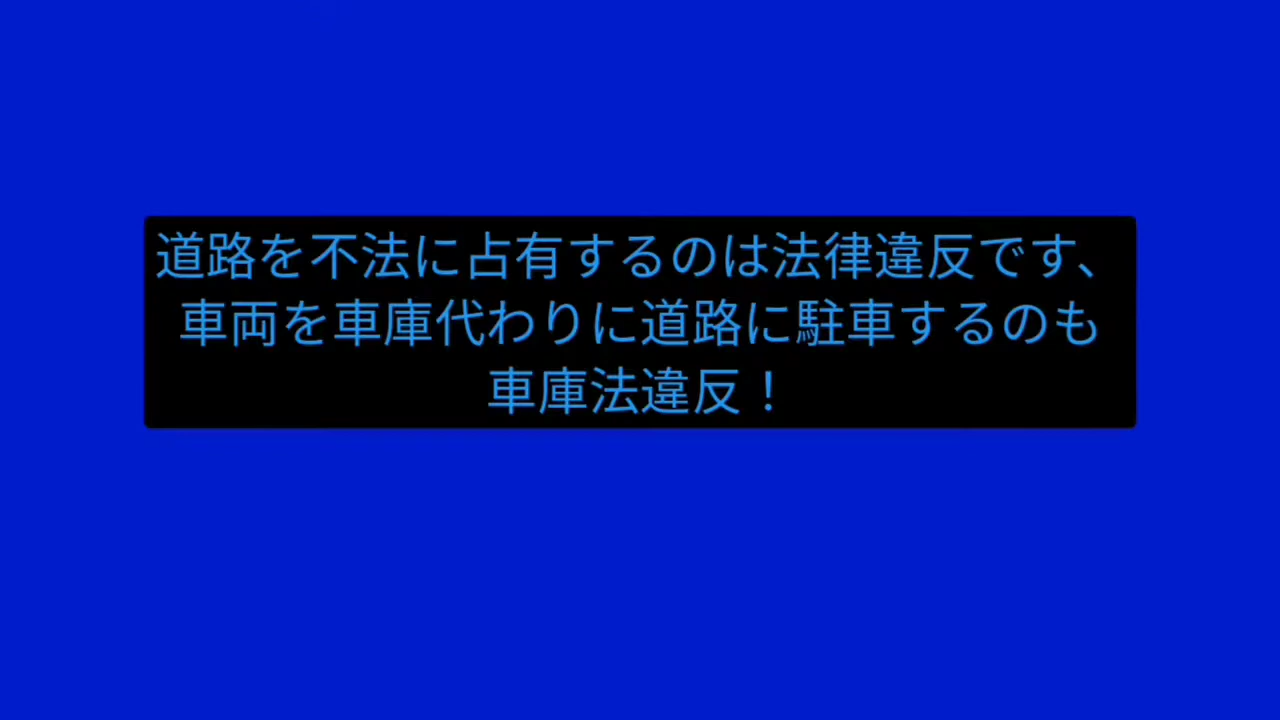 道路を不法に占有するのは法律違反です、
車両を車庫代わりに道路に駐車するのも
車庫法違反！